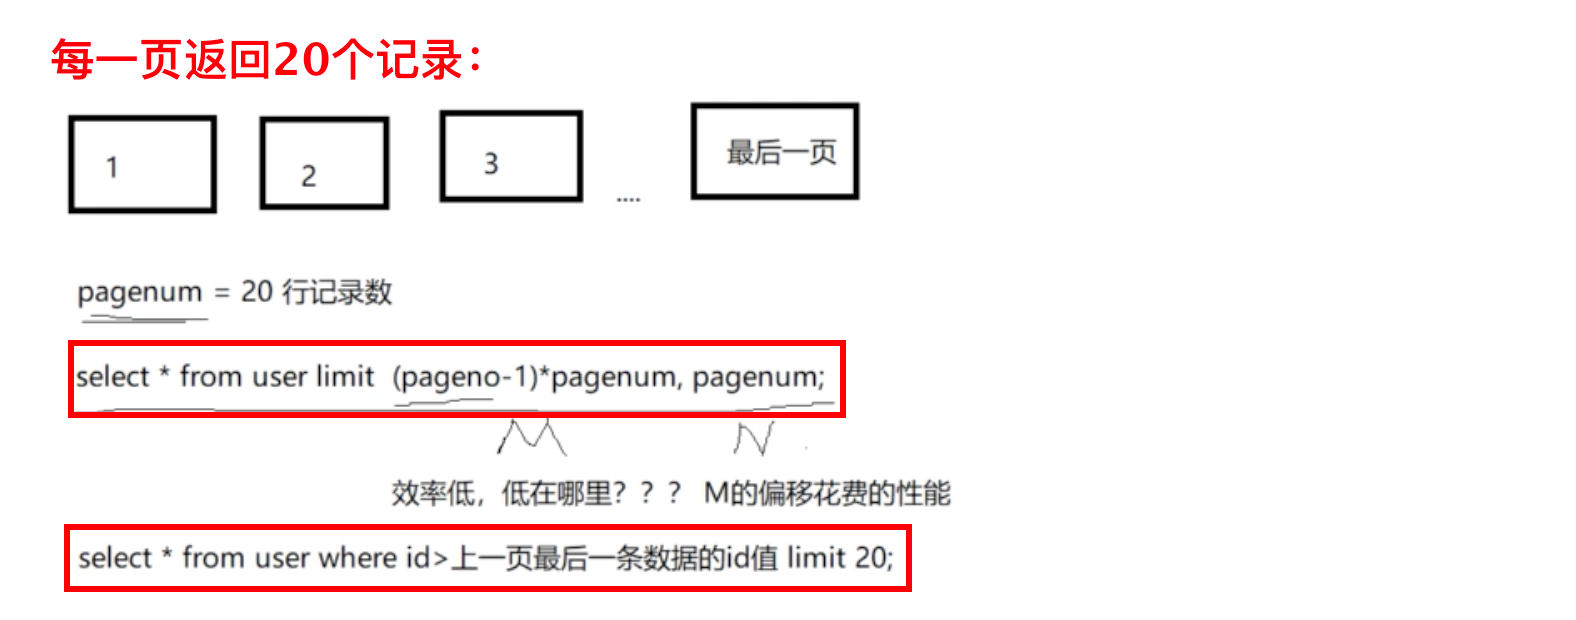 每一页返回20个记录：
1
2
3
....
最后一页
pagenum = 20 行记录数
select * from user limit (pageno-1)*pagenum, pagenum;
M N
效率低，低在哪里？？？ M的偏移花费的性能
select * from user where id>上一页最后一条数据的id值 limit 20;